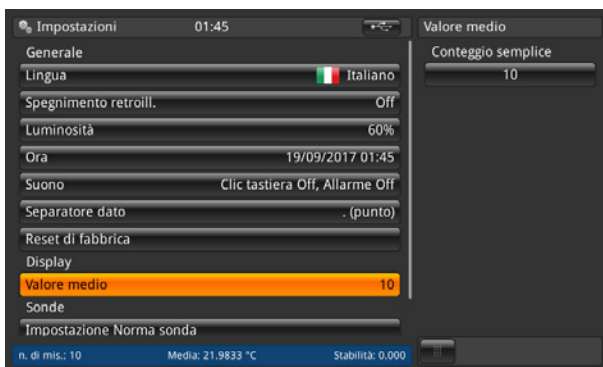 Impostazioni 01:45
Generale
Lingua Italiano
Spegnimento retroill. Off
Luminosità 60%
Ora 19/09/2017 01:45
Suono Clic tastiera Off, Allarme Off
Separatore dato . (punto)
Reset di fabbrica
Display
Valore medio 10
Sonde
Impostazione Norma sonda
n. di mis.: 10 Media: 21.9833 °C Stabilità: 0.000
Valore medio
Conteggio semplice
10